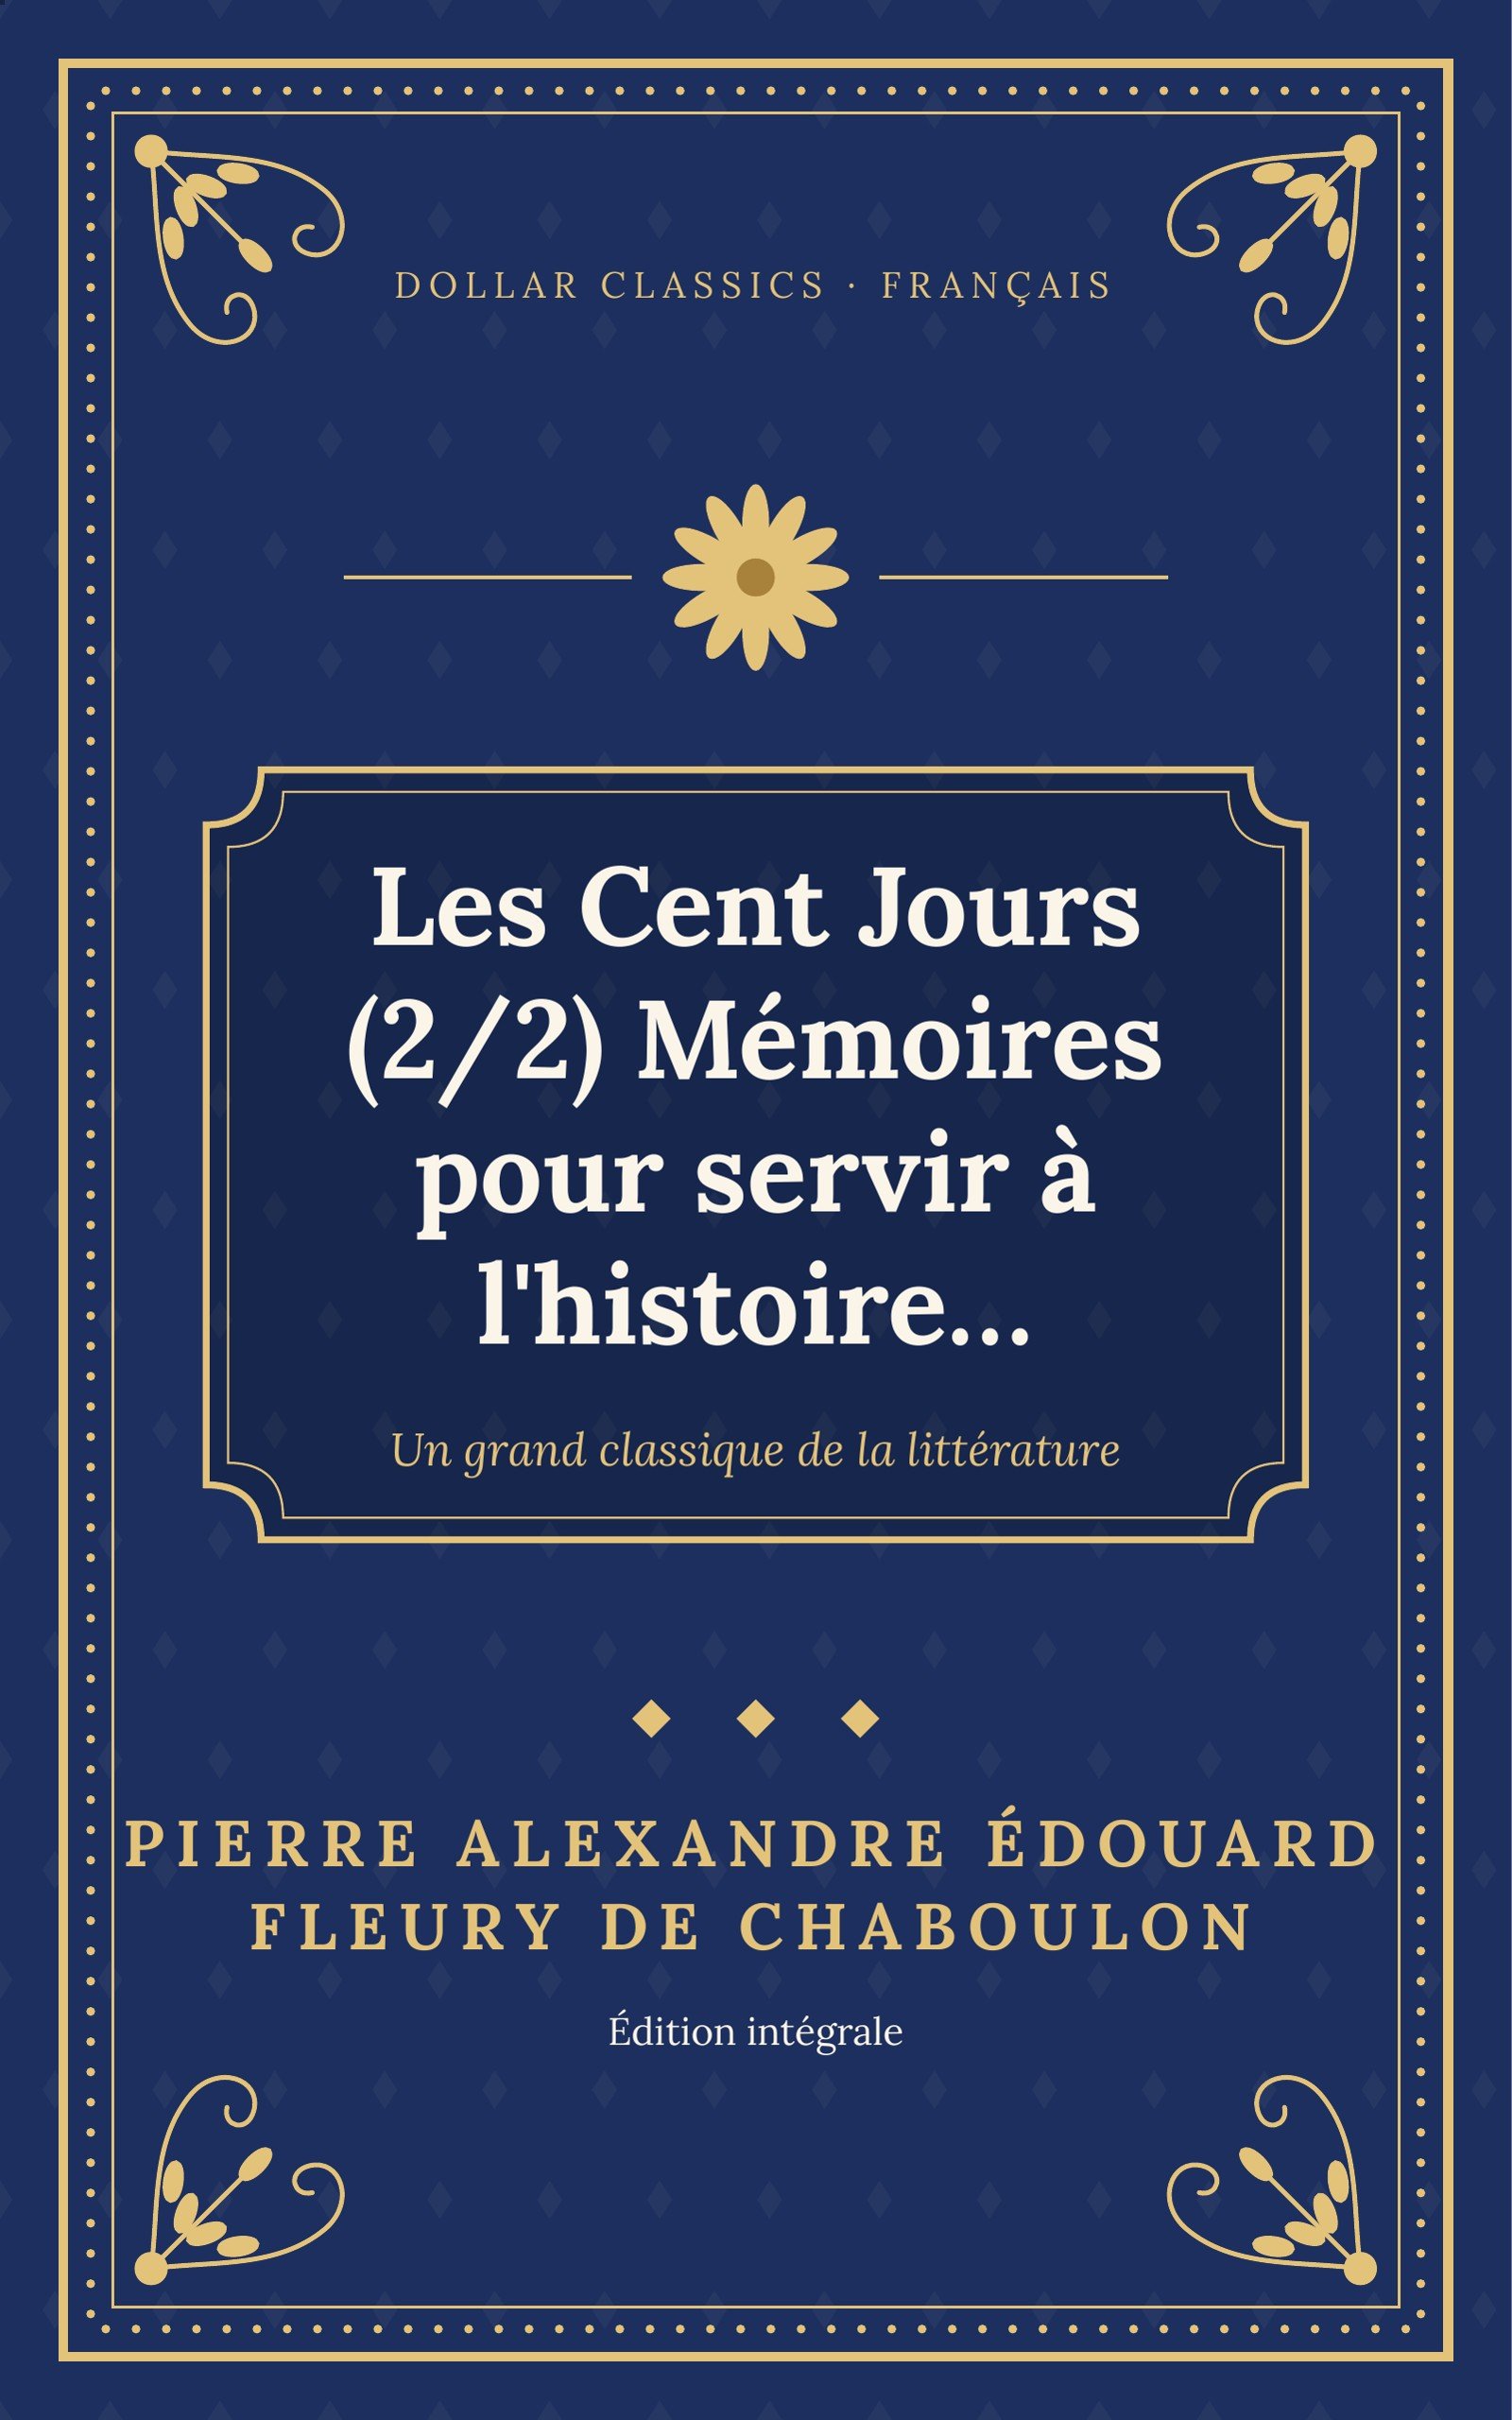 DOLLAR CLASSICS · FRANÇAIS
Les Cent Jours
(2/2) Mémoires
pour servir à
l'histoire...
Un grand classique de la littérature
PIERRE ALEXANDRE ÉDOUARD
FLEURY DE CHABOULON
Édition intégrale